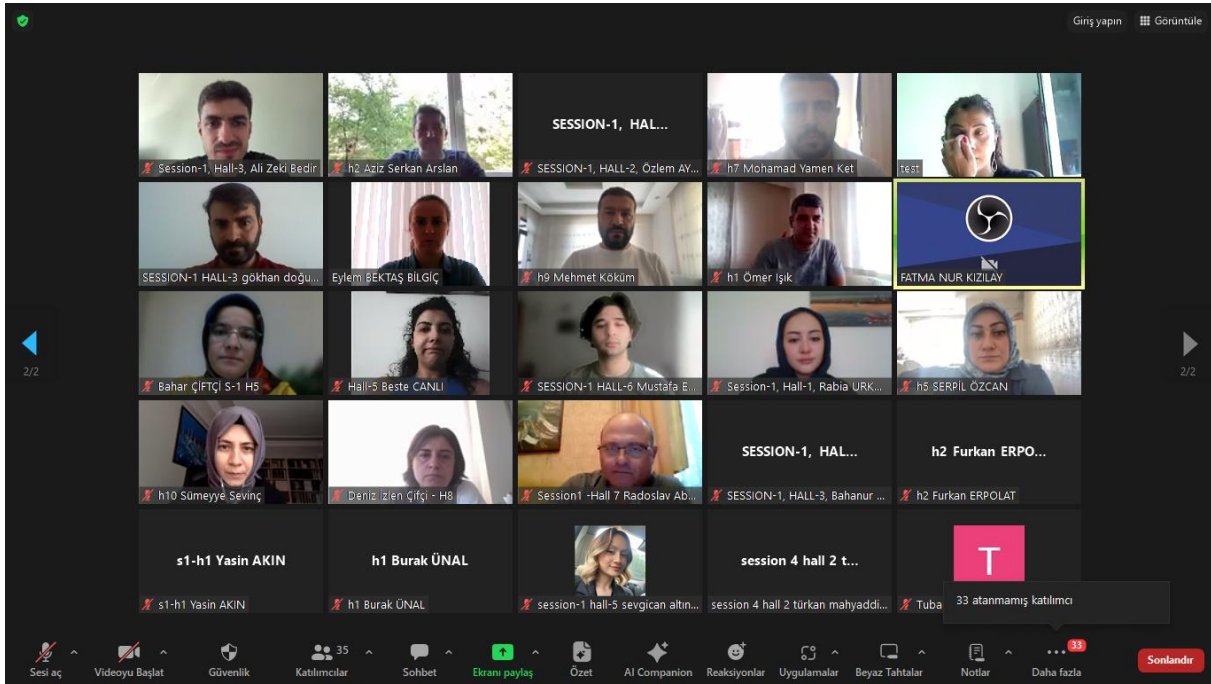 Giriş yapın
Görüntüle
SESSION-1, HAL...
Session-1, Hall-3, Ali Zeki Bedir
h2 Aziz Serkan Arslan
SESSION-1, HALL-2, Özlem AY...
h7 Mohamad Yamen Ket
test
SESSION-1 HALL-3 gökhan doğu...
Eylem BEKTAŞ BİLGİÇ
h9 Mehmet Köküm
h1 Ömer Işık
FATMA NUR KIZILAY
2/2
2/2
Bahar ÇİFTÇİ S-1 H5
Hall-5 Beste CANLI
SESSION-1 HALL-6 Mustafa E...
Session-1, Hall-1, Rabia URK...
h5 SERPİL ÖZCAN
SESSION-1, HAL...
h2 Furkan ERPO...
h10 Sümeyye Sevinç
Deniz İzlen Çifçi - H8
Session1 -Hall 7 Radoslav Ab...
SESSION-1, HALL-3, Bahanur ...
h2 Furkan ERPOLAT
s1-h1 Yasin AKIN
h1 Burak ÜNAL
session 4 hall 2 t...
T
s1-h1 Yasin AKIN
h1 Burak ÜNAL
session-1 hall-5 sevgican altın...
session 4 hall 2 türkan mahyaddi...
Tuba
33 atanmamış katılımcı
35
33
Sesi aç
Videoyu Başlat
Güvenlik
Katılımcılar
Sohbet
Ekranı paylaş
Özet
AI Companion
Reaksiyonlar
Uygulamalar
Beyaz Tahtalar
Notlar
Daha fazla
Sonlandır